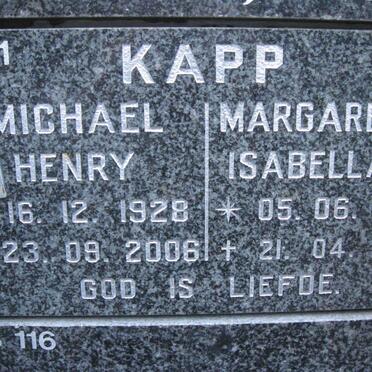 1
KAPP
MICHAEL MARGARE
HENRY ISABELLA
16. 12. 1928 * 05. 06.
23. 09. 2006 + 21. 04.
GOD IS LIEFDE.
116